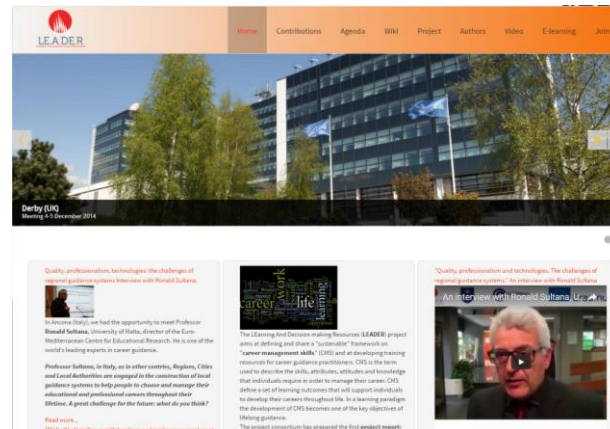 LEADER
Home Contributions Agenda Wiki Project Authors Video E-learning Join
Derby (UK)
Meeting 4-5 December 2014
Quality, professionalism, technologies: the challenges of
regional guidance systems Interview with Ronald Sultana.
In Ancona (Italy), we had the opportunity to meet Professor
Ronald Sultana, University of Malta, director of the Euro-
Mediterranean Centre for Educational Research. He is one of the
world's leading experts in career guidance.
Professor Sultana, in Italy, as in other contries, Regions, Cities
and Local Authorities are engaged in the construction of local
guidance systems to help people to choose and manage their
educational and professional careers throughout their
lifetime. A great challenge for the future: what do you think?
Read more...
career work life learning
The LEarning And Decision making Resources (LEADER) project
aims at defining and share a "sustenable" framework on
"career management skills" (CMS) and at developing training
resources for career guidance practitioners. CMS is the term
used to describe the skills, attributes, attitudes and knowledge
that individuals require in order to manage their career. CMS
define a set of learning outcomes that will support individuals
to develop their careers throughout life. In a learning paradigm
the development of CMS becomes one of the key objectives of
lifelong guidance.
The project consortium has prepared the first project report:
"Quality, professionalism and technologies. The challenges of
regional guidance systems." An interview with Ronald Sultana
An interview with Ronald Sultana, U...